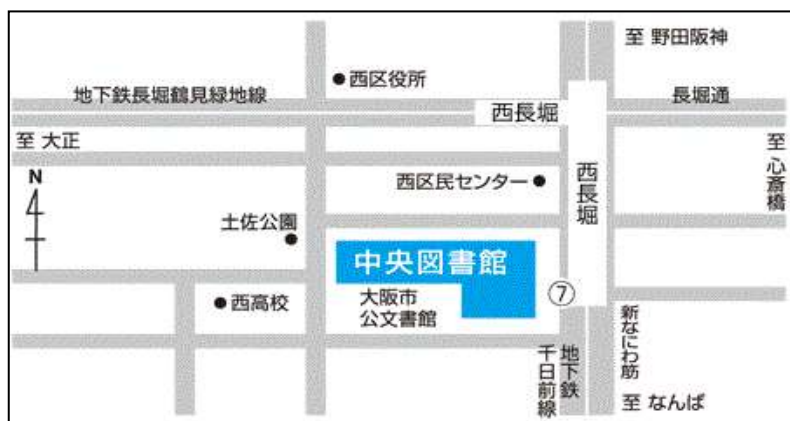 至 野田阪神
西区役所
地下鉄長堀鶴見緑地線
西長堀
長堀通
至 大正
至 心斎橋
N
西区民センター
西長堀
土佐公園
中央図書館
大阪市
公文書館
⑦
西高校
新なにわ筋
地下鉄
千日前線
至 なんば